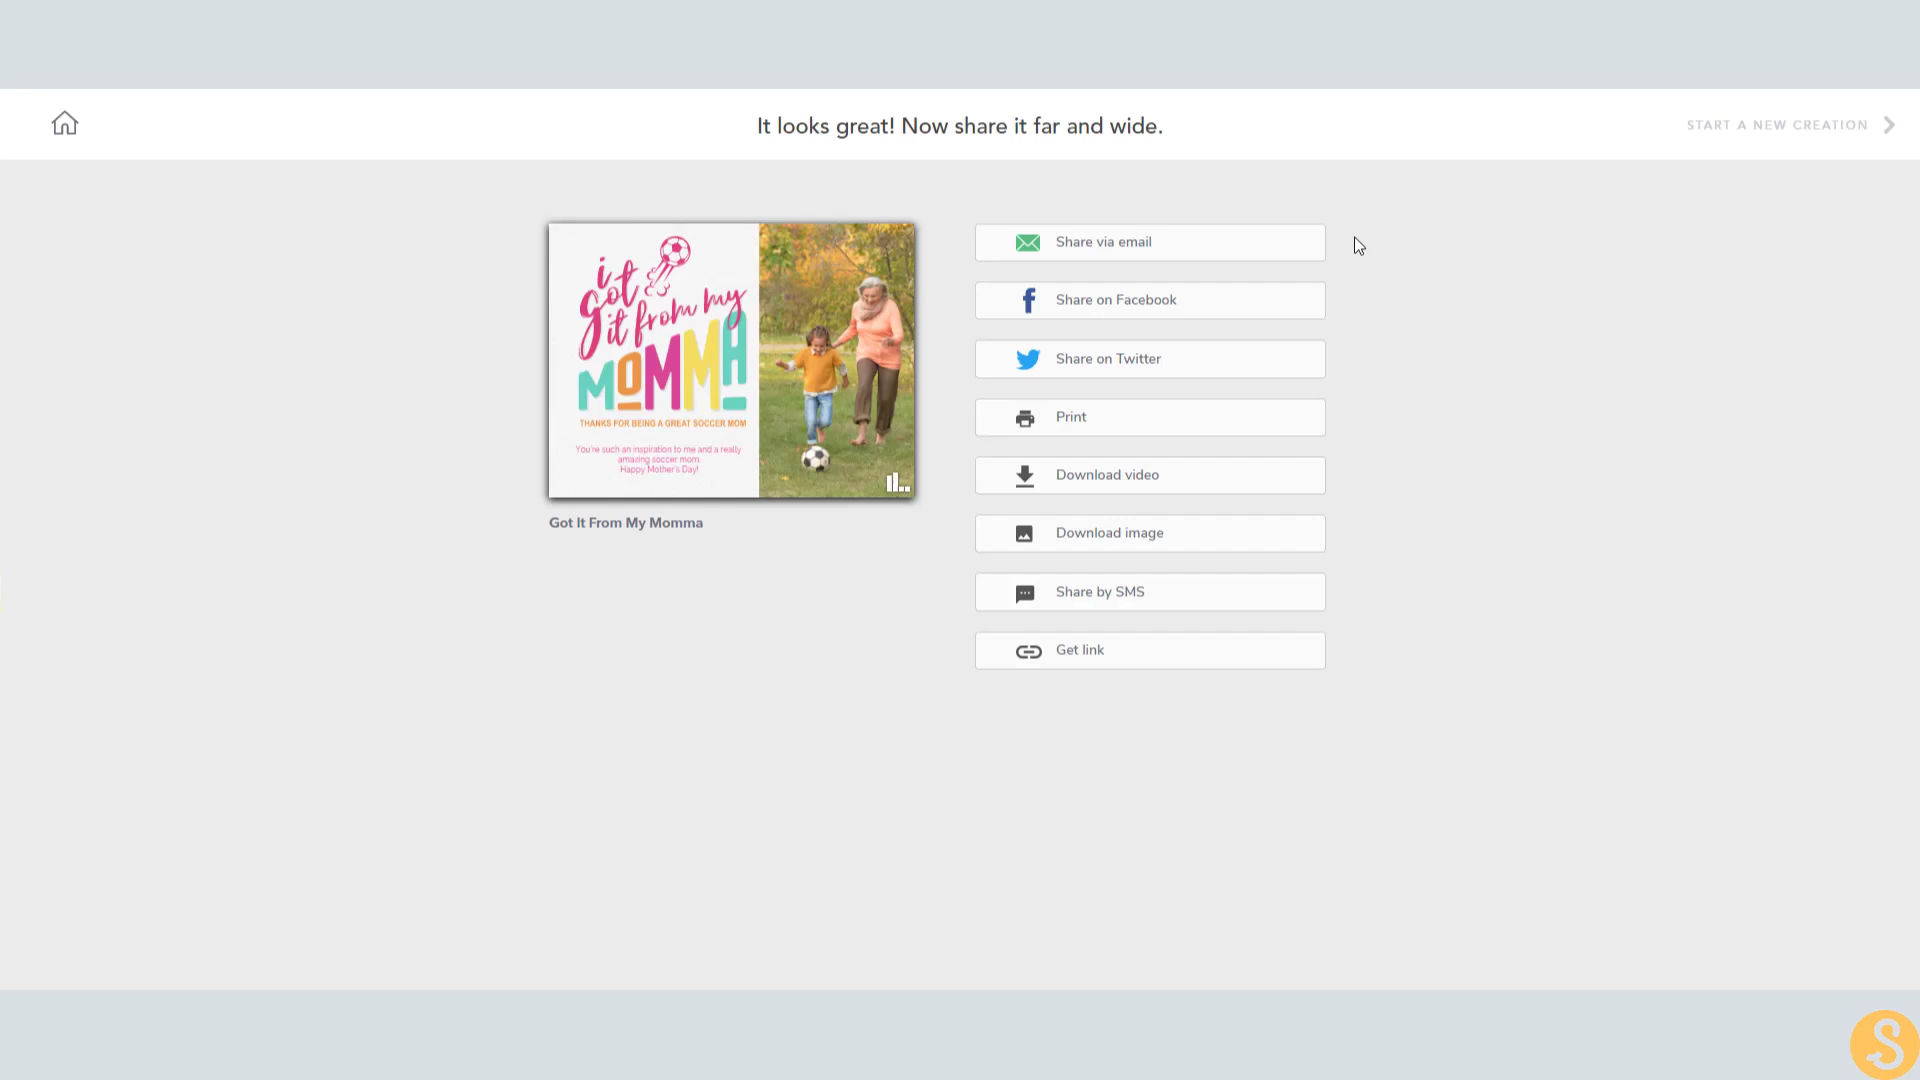 It looks great! Now share it far and wide.
START A NEW CREATION
i
got
it from my
MOMMA
THANKS FOR BEING A GREAT SOCCER MOM
You're such an inspiration to me and a really
amazing soccer mom.
Happy Mother's Day!
Got It From My Momma
Share via email
Share on Facebook
Share on Twitter
Print
Download video
Download image
Share by SMS
Get link
S